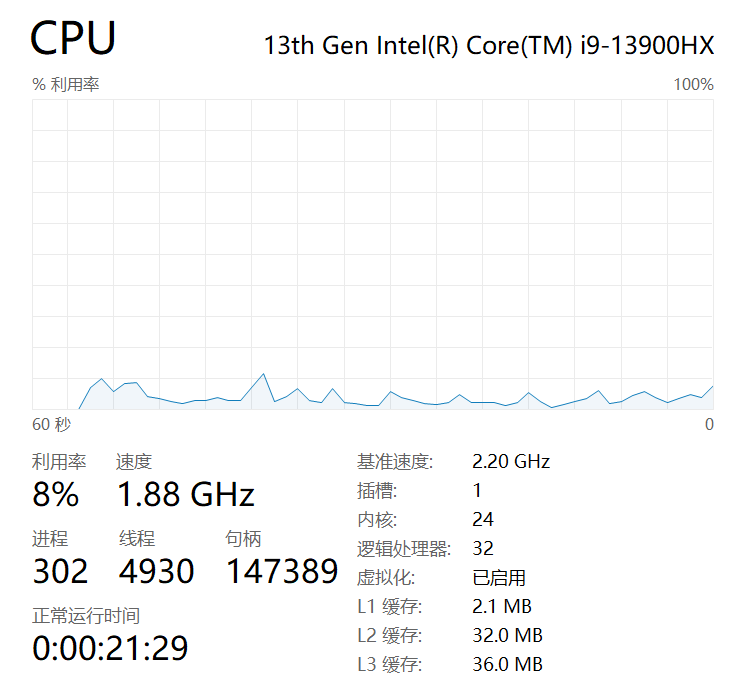 CPU
13th Gen Intel(R) Core(TM) i9-13900HX
% 利用率
100%
60 秒
0
利用率 速度
8% 1.88 GHz
进程 线程 句柄
302 4930 147389
正常运行时间
0:00:21:29
基准速度: 2.20 GHz
插槽: 1
内核: 24
逻辑处理器: 32
虚拟化: 已启用
L1 缓存: 2.1 MB
L2 缓存: 32.0 MB
L3 缓存: 36.0 MB